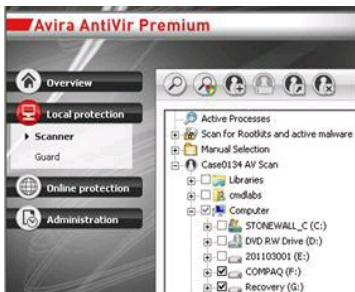 Avira AntiVir Premium
Overview
Local protection
Scanner
Guard
Online protection
Administration
Active Processes
Scan for Rootkits and active malware
Manual Selection
Case0134 AV Scan
Libraries
cmdlabs
Computer
STONEWALL_C (C:)
DVD RW Drive (D:)
201103001 (E:)
COMPAQ (F:)
Recovery (G:)